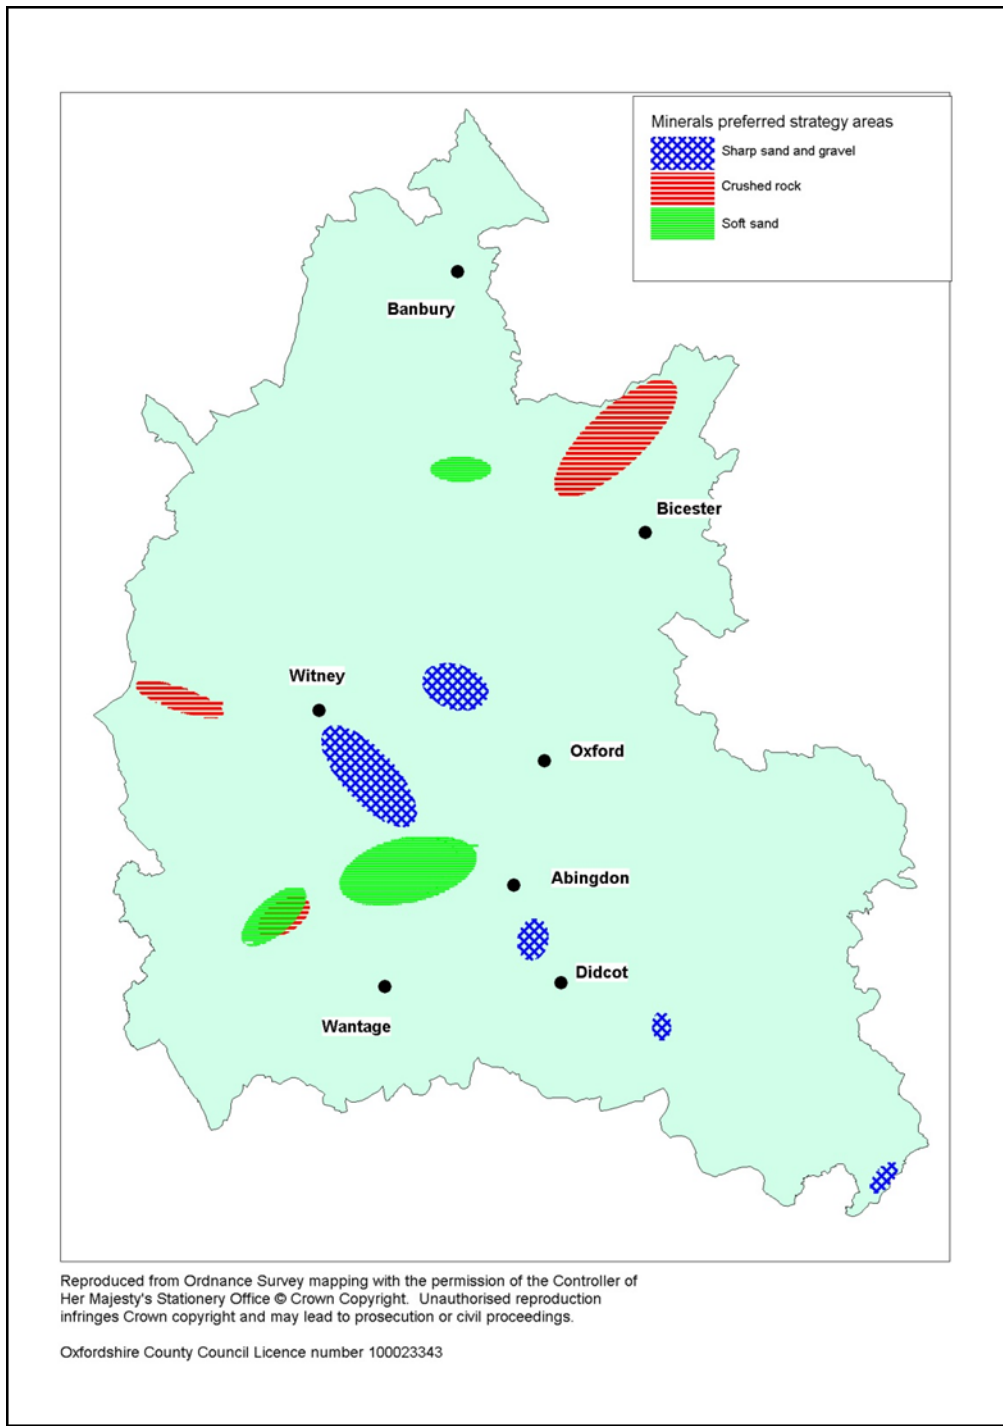 Minerals preferred strategy areas
Sharp sand and gravel
Crushed rock
Soft sand
Banbury
Bicester
Witney
Oxford
Abingdon
Didcot
Wantage
Reproduced from Ordnance Survey mapping with the permission of the Controller of
Her Majesty's Stationery Office © Crown Copyright. Unauthorised reproduction
infringes Crown copyright and may lead to prosecution or civil proceedings.
Oxfordshire County Council Licence number 100023343